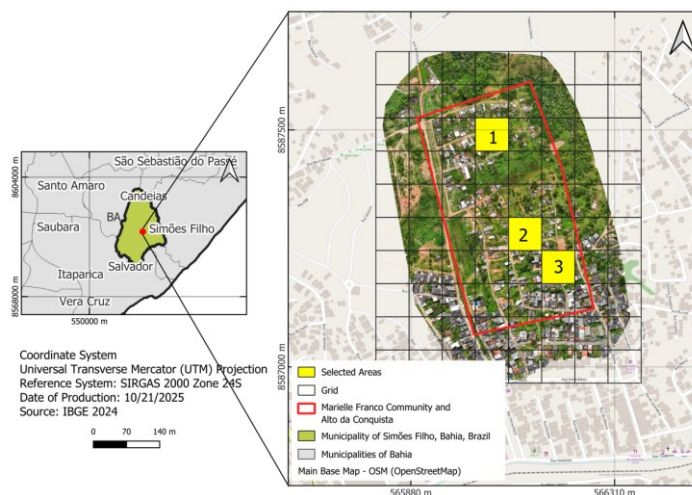 São Sebastião do Passé
8604000 m
Santo Amaro
Candeias
BA
Saubara
Simões Filho
Itaparica
Salvador
Vera Cruz
8568000 m
550000 m
Coordinate System
Universal Transverse Mercator (UTM) Projection
Reference System: SIRGAS 2000 Zone 24S
Date of Production: 10/21/2025
Source: IBGE 2024
0 70 140 m
8587500 m
1
2
3
8587000 m
Selected Areas
Grid
Marielle Franco Community and
Alto da Conquista
Municipality of Simões Filho, Bahia, Brazil
Municipalities of Bahia
Main Base Map - OSM (OpenStreetMap)
565880 m
566310 m